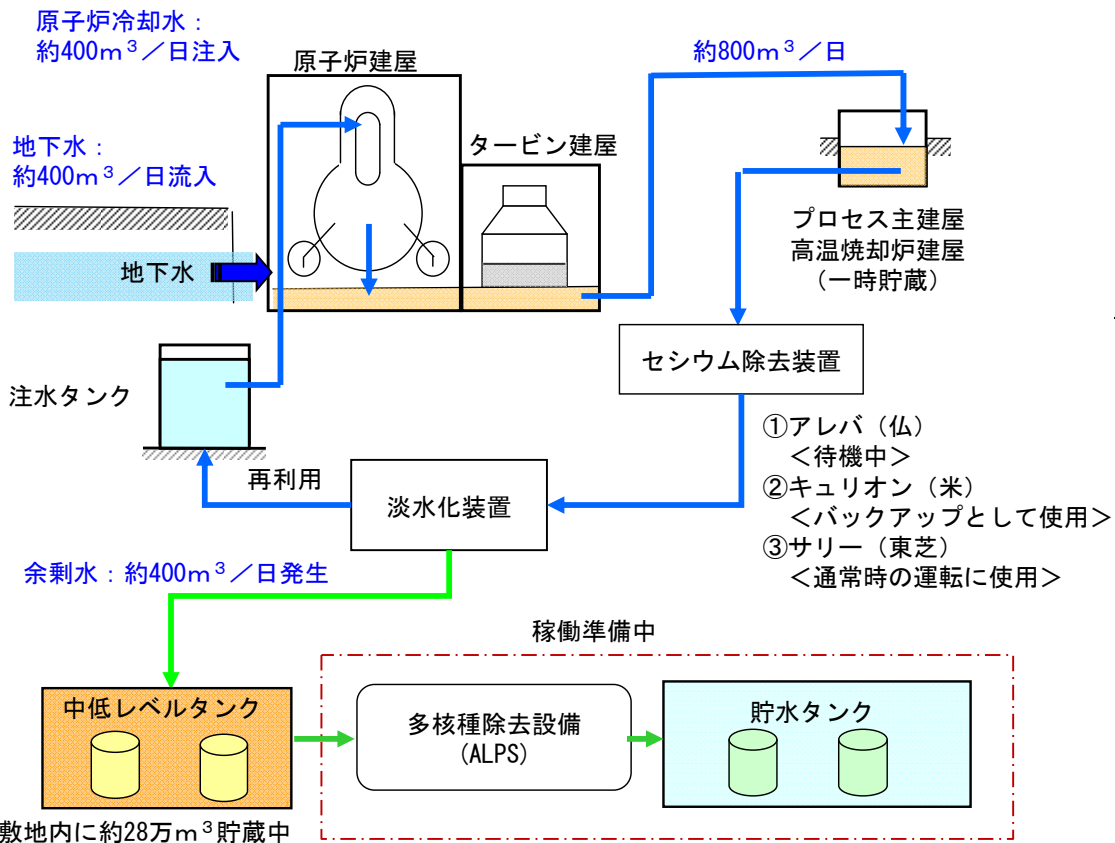 原子炉冷却水：
約400m³／日注入
原子炉建屋
約800m³／日
地下水：
約400m³／日流入
タービン建屋
地下水
プロセス主建屋
高温焼却炉建屋
（一時貯蔵）
セシウム除去装置
注水タンク
①アレバ（仏）
＜待機中＞
②キュリオン（米）
＜バックアップとして使用＞
③サリー（東芝）
＜通常時の運転に使用＞
再利用
淡水化装置
余剰水：約400m³／日発生
稼働準備中
中低レベルタンク
多核種除去設備
(ALPS)
貯水タンク
敷地内に約28万m³貯蔵中